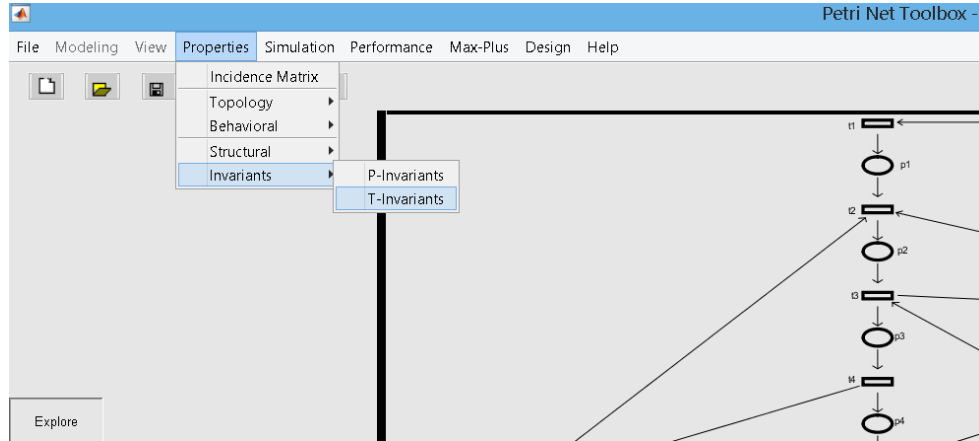 Petri Net Toolbox -
File Modeling View Properties Simulation Performance Max-Plus Design Help
Incidence Matrix
Topology
Behavioral
Structural
Invariants
P-Invariants
T-Invariants
t1
p1
t2
p2
t3
p3
t4
p4
Explore